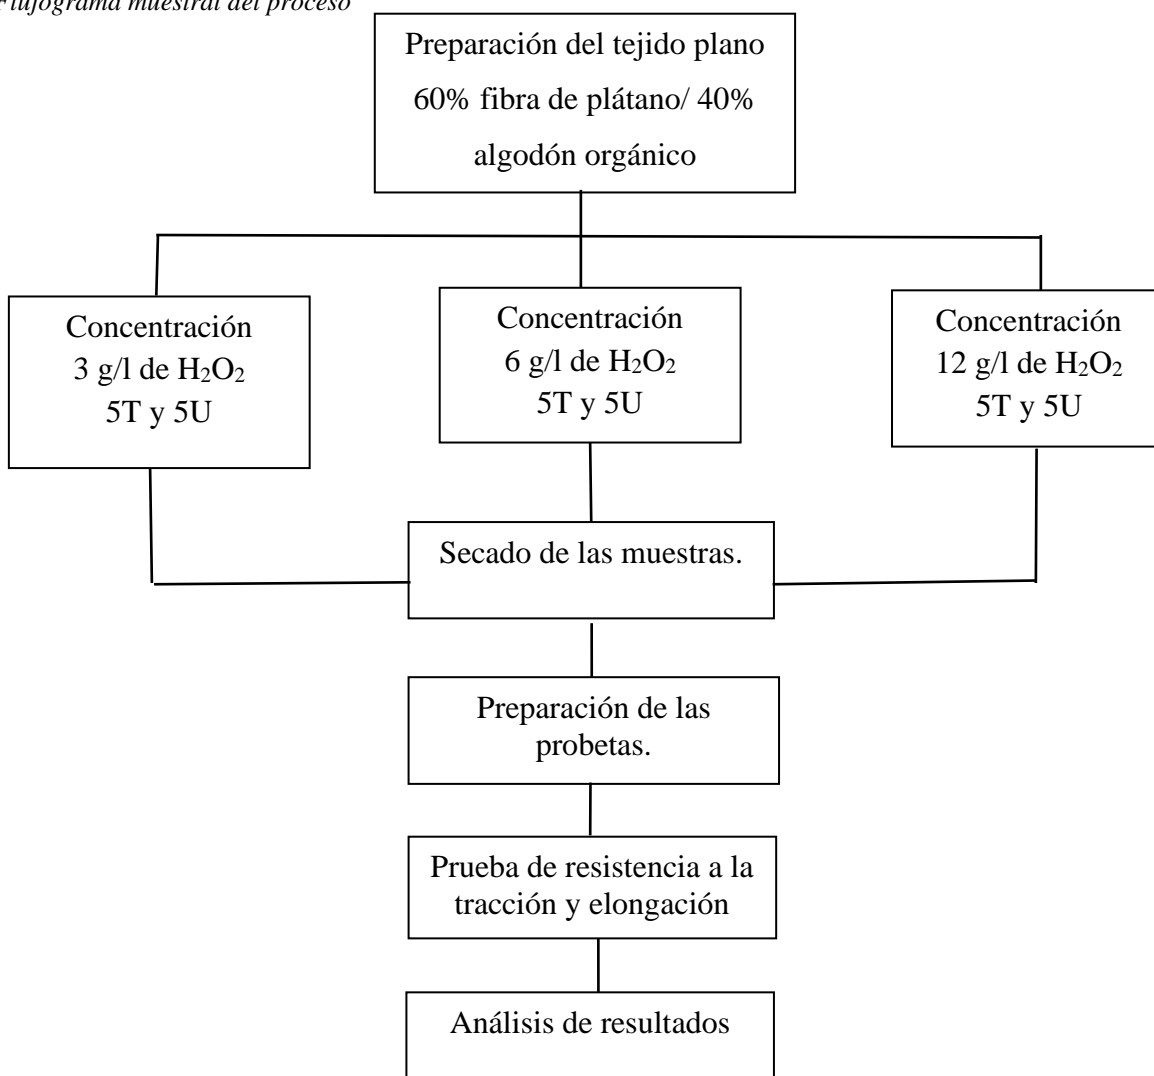 Flujograma muestral del proceso
Preparación del tejido plano
60% fibra de plátano/ 40%
algodón orgánico
Concentración
3 g/l de H₂O₂
5T y 5U
Concentración
6 g/l de H₂O₂
5T y 5U
Concentración
12 g/l de H₂O₂
5T y 5U
Secado de las muestras.
Preparación de las
probetas.
Prueba de resistencia a la
tracción y elongación
Análisis de resultados